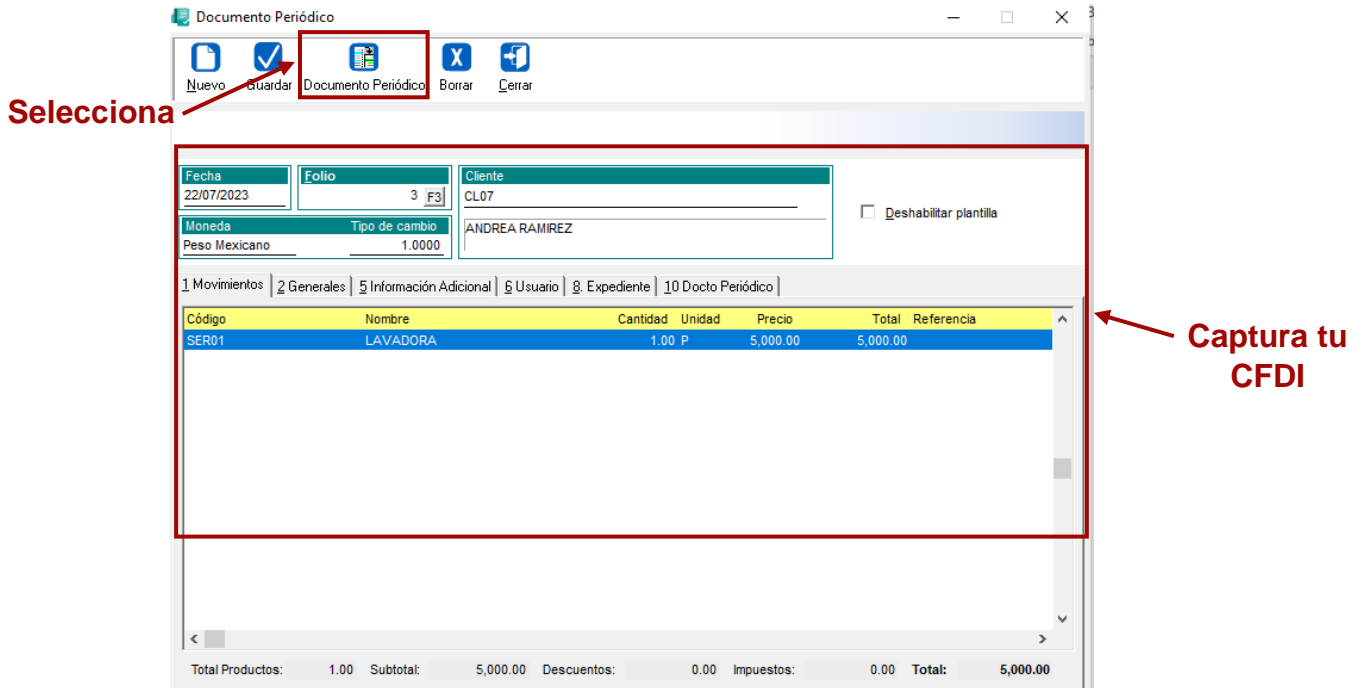 Documento Periódico
Nuevo Guardar Documento Periódico Borrar Cerrar
Selecciona
Fecha Folio Cliente
22/07/2023 3 F3 CL07
Deshabilitar plantilla
Moneda Tipo de cambio ANDREA RAMIREZ
Peso Mexicano 1.0000
1 Movimientos 2 Generales 5 Información Adicional 6 Usuario 8. Expediente 10 Docto Periódico
Código Nombre Cantidad Unidad Precio Total Referencia
SER01 LAVADORA 1.00 P 5,000.00 5,000.00
Captura tu
CFDI
Total Productos: 1.00 Subtotal: 5,000.00 Descuentos: 0.00 Impuestos: 0.00 Total: 5,000.00